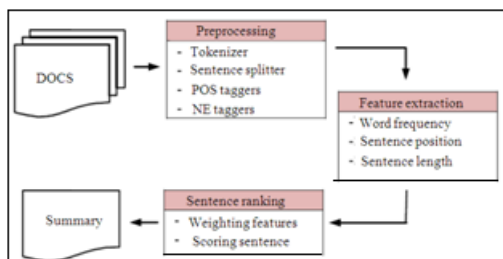 DOCS
Preprocessing
- Tokenizer
- Sentence splitter
- POS taggers
- NE taggers
Feature extraction
- Word frequency
- Sentence position
- Sentence length
Sentence ranking
- Weighting features
- Scoring sentence
Summary